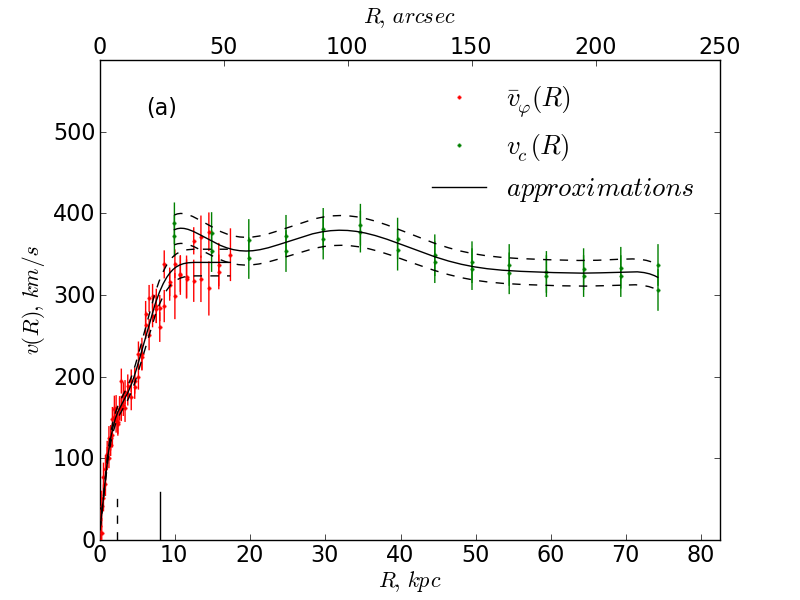 R, arcsec
0 50 100 150 200 250
(a)
v̄φ(R)
vc(R)
approximations
500
400
300
200
100
0
v(R), km/s
0 10 20 30 40 50 60 70 80
R, kpc